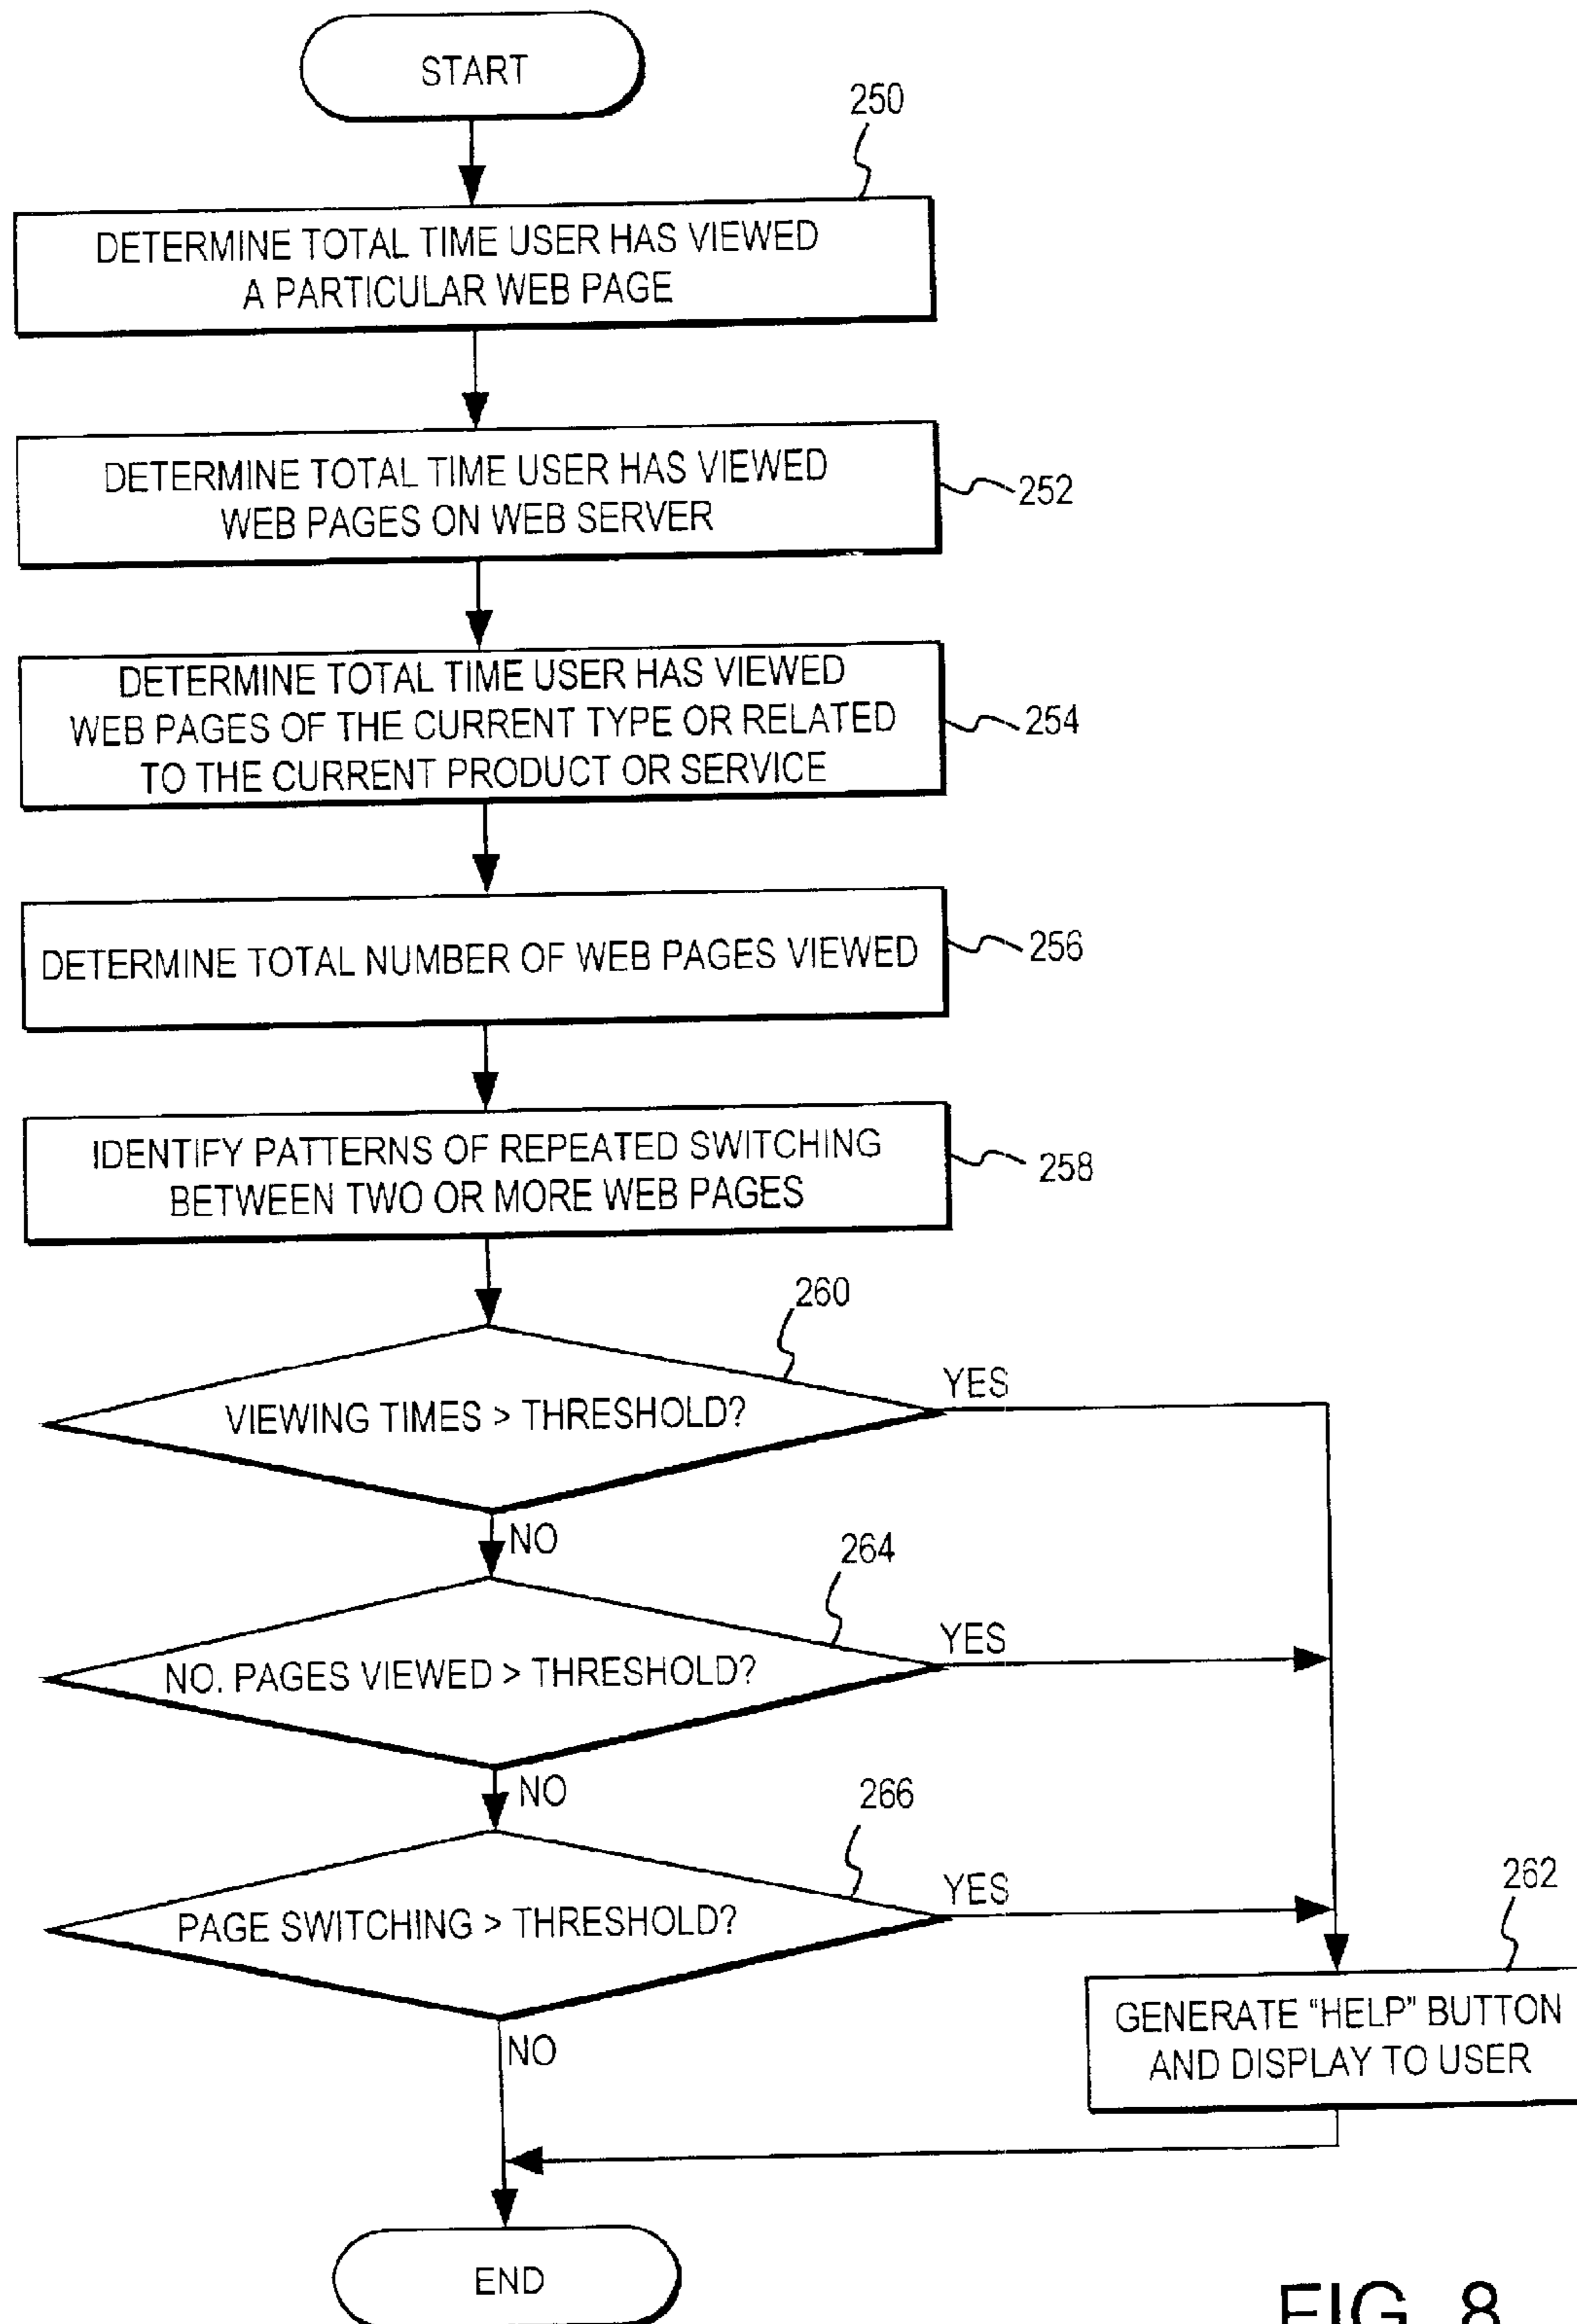 START
250
DETERMINE TOTAL TIME USER HAS VIEWED
A PARTICULAR WEB PAGE
DETERMINE TOTAL TIME USER HAS VIEWED
WEB PAGES ON WEB SERVER
252
DETERMINE TOTAL TIME USER HAS VIEWED
WEB PAGES OF THE CURRENT TYPE OR RELATED
TO THE CURRENT PRODUCT OR SERVICE
254
DETERMINE TOTAL NUMBER OF WEB PAGES VIEWED
256
IDENTIFY PATTERNS OF REPEATED SWITCHING
BETWEEN TWO OR MORE WEB PAGES
258
260
VIEWING TIMES > THRESHOLD?
YES
NO
264
NO. PAGES VIEWED > THRESHOLD?
YES
NO
266
PAGE SWITCHING > THRESHOLD?
YES
NO
262
GENERATE "HELP" BUTTON
AND DISPLAY TO USER
END
FIG. 8